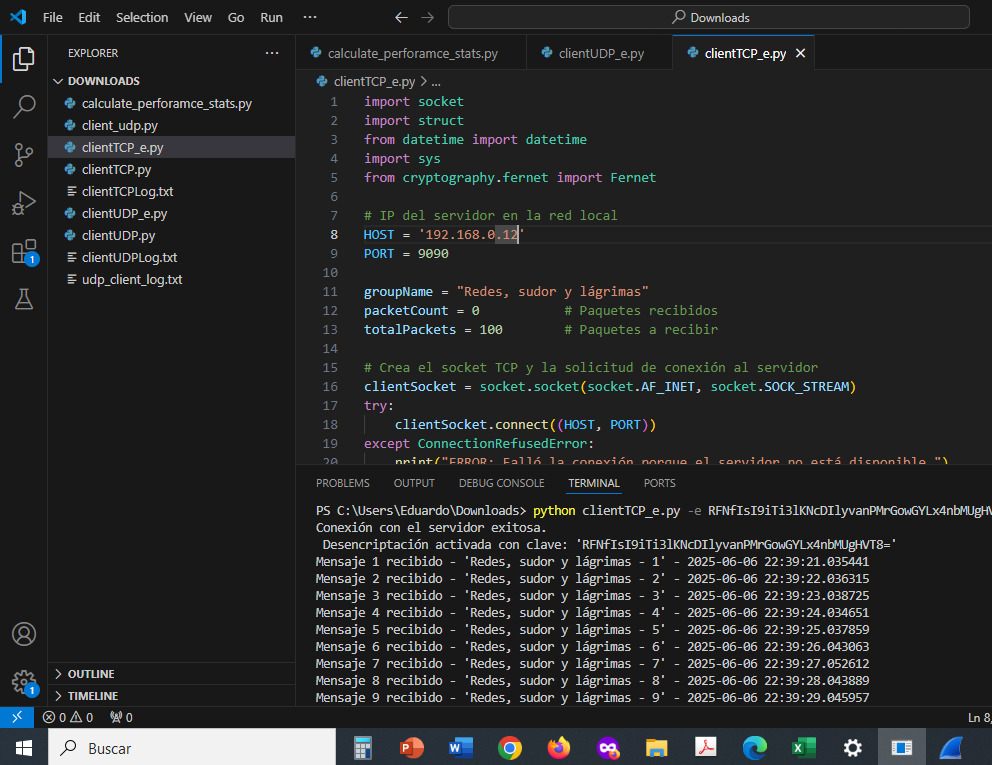 File Edit Selection View Go Run ··· Downloads
EXPLORER ···
DOWNLOADS
calculate_perforamce_stats.py
client_udp.py
clientTCP_e.py
clientTCP.py
clientTCPLog.txt
clientUDP_e.py
clientUDP.py
clientUDPLog.txt
udp_client_log.txt
OUTLINE
TIMELINE
1
1
calculate_perforamce_stats.py clientUDP_e.py clientTCP_e.py
clientTCP_e.py > ...
1 import socket
2 import struct
3 from datetime import datetime
4 import sys
5 from cryptography.fernet import Fernet
6
7 # IP del servidor en la red local
8 HOST = '192.168.0.12'
9 PORT = 9090
10
11 groupName = "Redes, sudor y lágrimas"
12 packetCount = 0 # Paquetes recibidos
13 totalPackets = 100 # Paquetes a recibir
14
15 # Crea el socket TCP y la solicitud de conexión al servidor
16 clientSocket = socket.socket(socket.AF_INET, socket.SOCK_STREAM)
17 try:
18 clientSocket.connect((HOST, PORT))
19 except ConnectionRefusedError:
20 print("ERROR: Falló la conexión porque el servidor no está disponible.")
PROBLEMS OUTPUT DEBUG CONSOLE TERMINAL PORTS
PS C:\Users\Eduardo\Downloads> python clientTCP_e.py -e RFNfIsI9iTi3lKNcDIlyvanPMrGowGYLx4nbMUgHV
Conexión con el servidor exitosa.
Desencriptación activada con clave: 'RFNfIsI9iTi3lKNcDIlyvanPMrGowGYLx4nbMUgHVT8='
Mensaje 1 recibido - 'Redes, sudor y lágrimas - 1' - 2025-06-06 22:39:21.035441
Mensaje 2 recibido - 'Redes, sudor y lágrimas - 2' - 2025-06-06 22:39:22.036315
Mensaje 3 recibido - 'Redes, sudor y lágrimas - 3' - 2025-06-06 22:39:23.038725
Mensaje 4 recibido - 'Redes, sudor y lágrimas - 4' - 2025-06-06 22:39:24.034651
Mensaje 5 recibido - 'Redes, sudor y lágrimas - 5' - 2025-06-06 22:39:25.037859
Mensaje 6 recibido - 'Redes, sudor y lágrimas - 6' - 2025-06-06 22:39:26.043063
Mensaje 7 recibido - 'Redes, sudor y lágrimas - 7' - 2025-06-06 22:39:27.052612
Mensaje 8 recibido - 'Redes, sudor y lágrimas - 8' - 2025-06-06 22:39:28.043889
Mensaje 9 recibido - 'Redes, sudor y lágrimas - 9' - 2025-06-06 22:39:29.045957
0 0 0 Ln 8,
Buscar